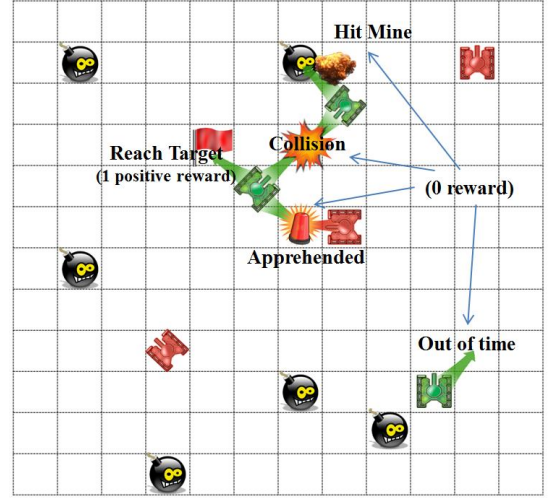 Hit Mine
Collision
Reach Target
(1 positive reward)
(0 reward)
Apprehended
Out of time